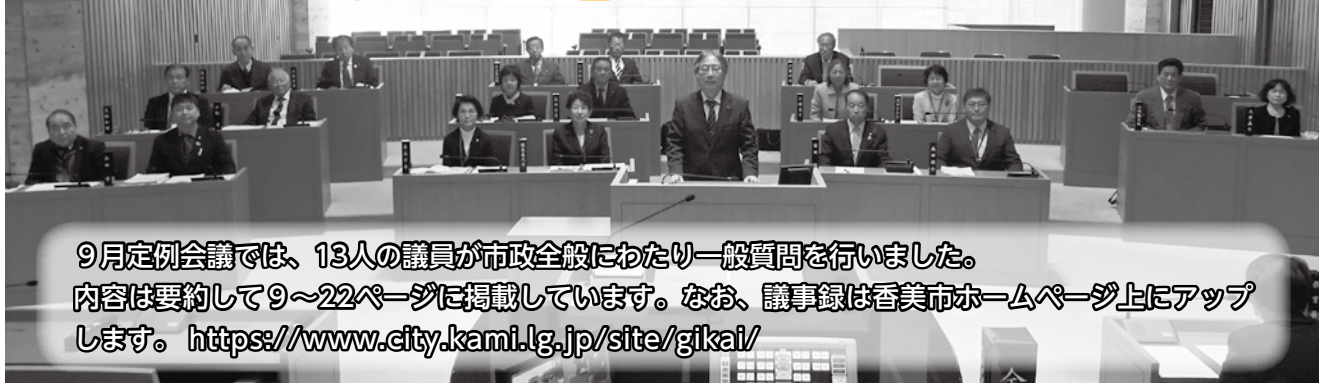 ９月定例会議では、13人の議員が市政全般にわたり一般質問を行いました。
内容は要約して９～22ページに掲載しています。なお、議事録は香美市ホームページ上にアップ
します。 https://www.city.kami.lg.jp/site/gikai/